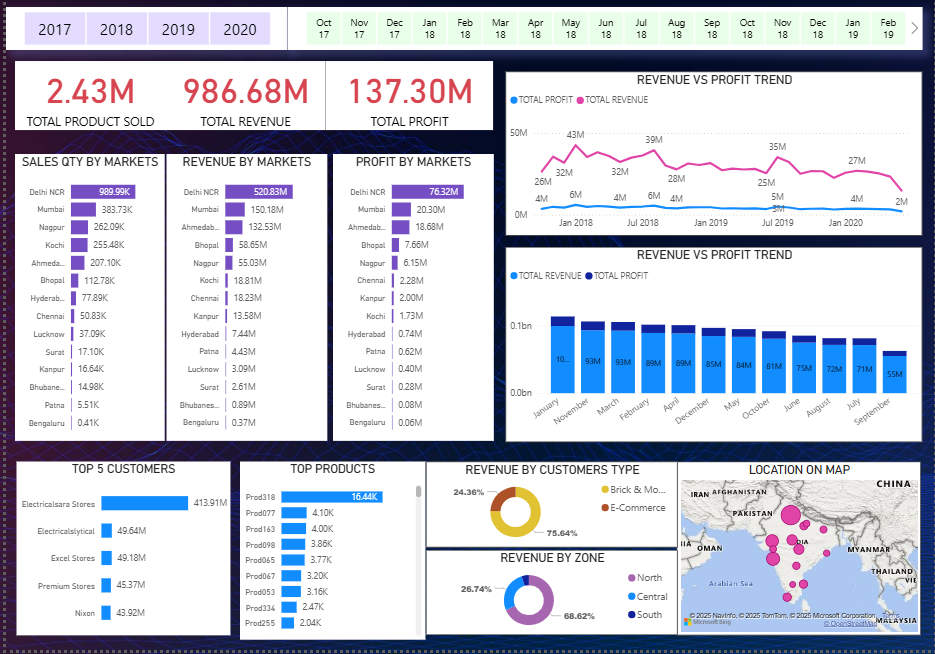 2017 2018 2019 2020
Oct Nov Dec Jan Feb Mar Apr May Jun Jul Aug Sep Oct Nov Dec Jan Feb
17 17 17 18 18 18 18 18 18 18 18 18 18 18 18 19 19
2.43M 986.68M 137.30M
TOTAL PRODUCT SOLD TOTAL REVENUE TOTAL PROFIT
SALES QTY BY MARKETS
Delhi NCR 989.99K
Mumbai 383.73K
Nagpur 262.09K
Kochi 255.48K
Ahmeda... 207.10K
Bhopal 112.78K
Hyderab... 77.89K
Chennai 50.83K
Lucknow 37.09K
Surat 17.10K
Kanpur 16.64K
Bhubane... 14.98K
Patna 5.51K
Bengaluru 0.41K
REVENUE BY MARKETS
Delhi NCR 520.83M
Mumbai 150.18M
Ahmedab... 132.53M
Bhopal 58.65M
Nagpur 55.03M
Kochi 18.81M
Chennai 18.23M
Kanpur 13.58M
Hyderabad 7.44M
Patna 4.43M
Lucknow 3.09M
Surat 2.61M
Bhubanes... 0.89M
Bengaluru 0.37M
PROFIT BY MARKETS
Delhi NCR 76.32M
Mumbai 20.30M
Ahmedab... 18.68M
Bhopal 7.66M
Nagpur 6.15M
Chennai 2.28M
Kanpur 2.00M
Kochi 1.73M
Hyderabad 0.74M
Patna 0.62M
Lucknow 0.40M
Surat 0.28M
Bhubanes... 0.08M
Bengaluru 0.06M
REVENUE VS PROFIT TREND
TOTAL PROFIT TOTAL REVENUE
50M
43M 39M 35M 27M
26M 32M 32M 28M 25M
4M 6M 4M 6M 4M 5M 3M 4M 2M
0M
Jan 2018 Jul 2018 Jan 2019 Jul 2019 Jan 2020
REVENUE VS PROFIT TREND
TOTAL REVENUE TOTAL PROFIT
0.1bn
10... 93M 93M 89M 89M 85M 84M 81M 75M 72M 71M 55M
0.0bn
January November March February April December May October June August July September
TOP 5 CUSTOMERS
Electricalsara Stores 413.91M
Electricalslytical 49.64M
Excel Stores 49.18M
Premium Stores 45.37M
Nixon 43.92M
TOP PRODUCTS
Prod318 16.44K
Prod077 4.10K
Prod163 4.00K
Prod098 3.86K
Prod065 3.77K
Prod067 3.20K
Prod053 3.16K
Prod334 2.47K
Prod255 2.04K
REVENUE BY CUSTOMERS TYPE
24.36%
75.64%
Brick & Mo...
E-Commerce
REVENUE BY ZONE
26.74%
68.62%
North
Central
South
LOCATION ON MAP
CHINA
IRAN AFGHANISTAN
PAKISTAN
DIA
OMAN
MYANMAR
THAILAND
Arabian Sea
VIE
© 2025 NavInfo, © 2025 TomTom, © 2025 Microsoft Corporation, Terms
© OpenStreetMap
Microsoft Bing
MALAYSIA